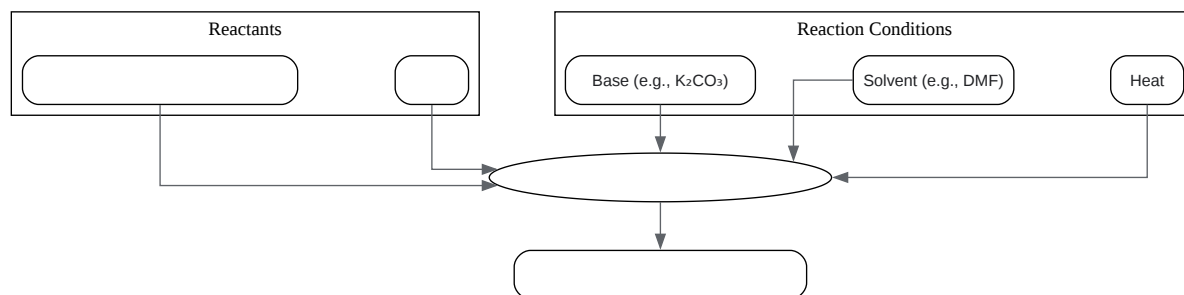 Reactants
Reaction Conditions
Base (e.g., K₂CO₃)
Solvent (e.g., DMF)
Heat